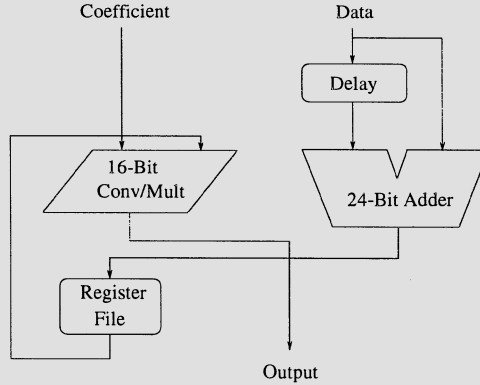 Coefficient
Data
Delay
16-Bit
Conv/Mult
24-Bit Adder
Register
File
Output